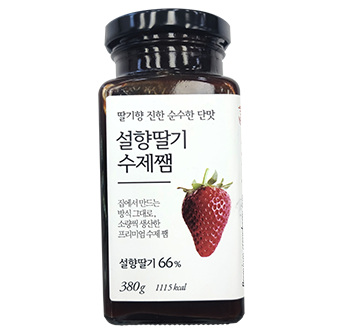 딸기향 진한 순수한 단맛
설향딸기
수제쨈
집에서 만드는
방식 그대로,
소량씩 생산한
프리미엄 수제 쨈
설향딸기 66%
380g 1115 kcal